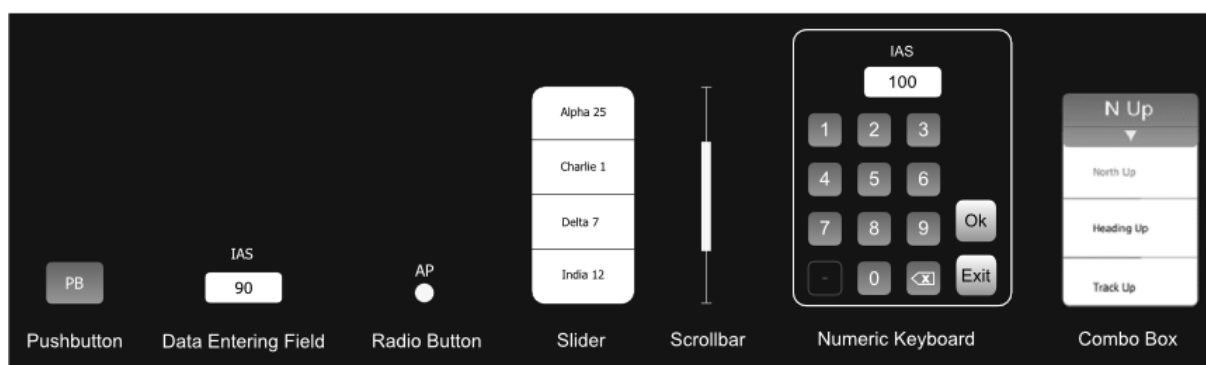 PB
Pushbutton
IAS
90
Data Entering Field
AP
Radio Button
Alpha 25
Charlie 1
Delta 7
India 12
Slider
Scrollbar
IAS
100
1 2 3
4 5 6
7 8 9 Ok
- 0 Exit
Numeric Keyboard
N Up
North Up
Heading Up
Track Up
Combo Box